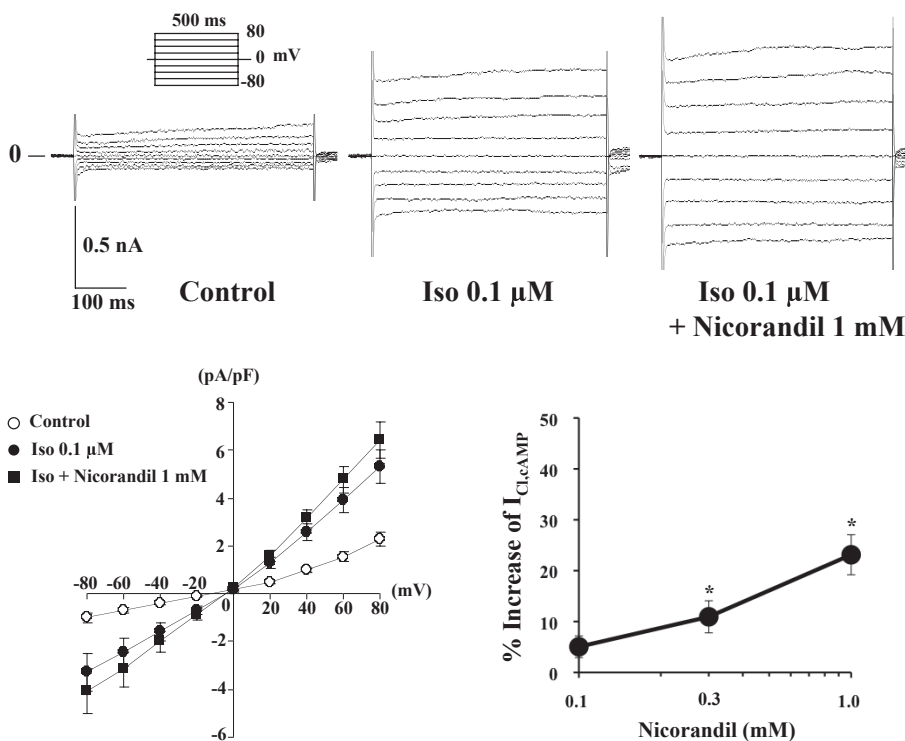 500 ms
80
0 mV
-80
0
0.5 nA
100 ms
Control
Iso 0.1 µM
Iso 0.1 µM
+ Nicorandil 1 mM
(pA/pF)
Control
Iso 0.1 µM
Iso + Nicorandil 1 mM
8
6
4
2
0
-2
-4
-6
-80 -60 -40 -20
20 40 60 80
(mV)
% Increase of I Cl,cAMP
50
40
30
20
10
0
*
*
0.1 0.3 1.0
Nicorandil (mM)